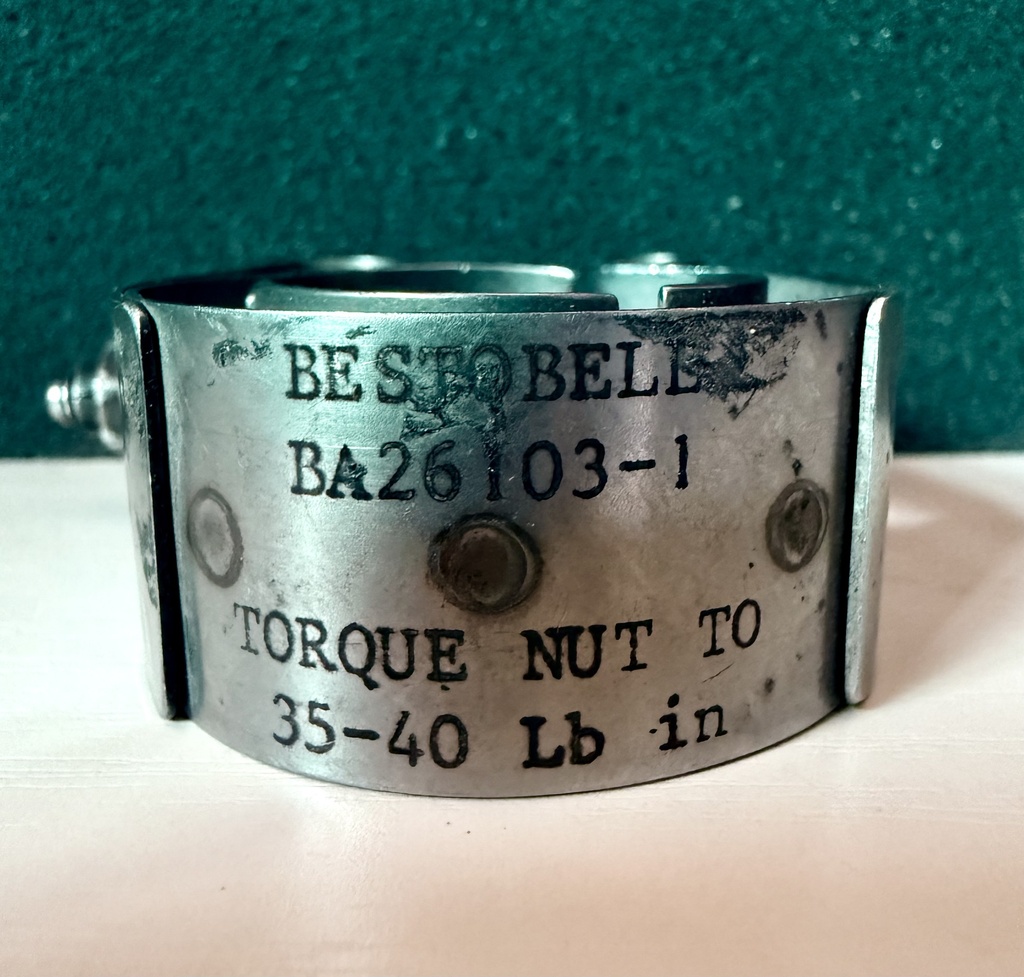 BESTOBELL
BA26103-1
TORQUE NUT TO
35-40 Lb in